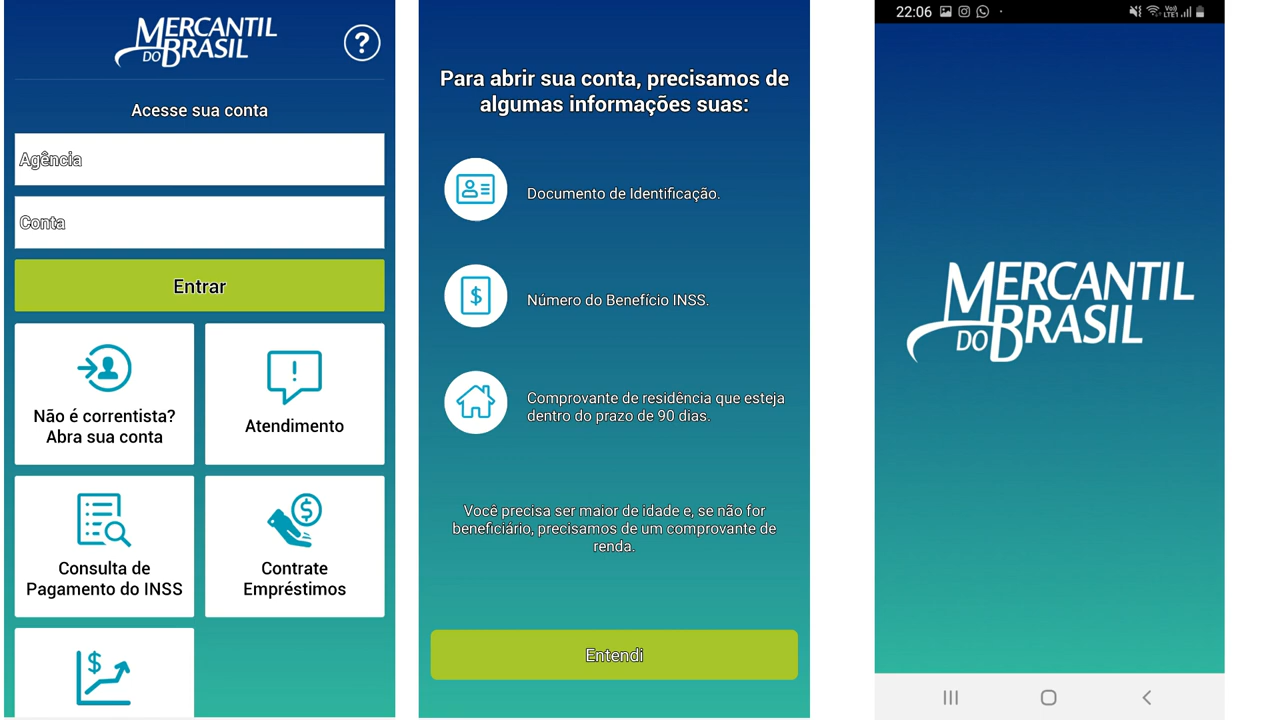 MERCANTIL
DO BRASIL
?
Acesse sua conta
Agência
Conta
Entrar
Não é correntista?
Abra sua conta
Atendimento
Consulta de
Pagamento do INSS
Contrate
Empréstimos
Para abrir sua conta, precisamos de
algumas informações suas:
Documento de Identificação.
Número do Benefício INSS.
Comprovante de residência que esteja
dentro do prazo de 90 dias.
Você precisa ser maior de idade e, se não for
beneficiário, precisamos de um comprovante de
renda.
Entendi
22:06
Vo) LTE1
MERCANTIL
DO BRASIL